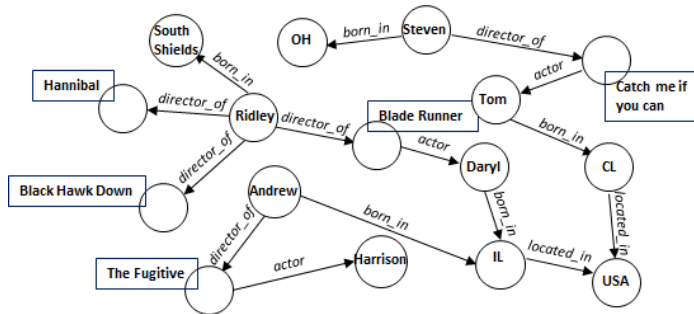 South
Shields
OH
born_in
Steven
director_of
born_in
actor
Catch me if
you can
Hannibal
director_of
Ridley
director_of
Blade Runner
Tom
born_in
director_of
actor
Daryl
CL
Black Hawk Down
Andrew
born_in
born_in
located_in
director_of
The Fugitive
actor
Harrison
IL
located_in
USA